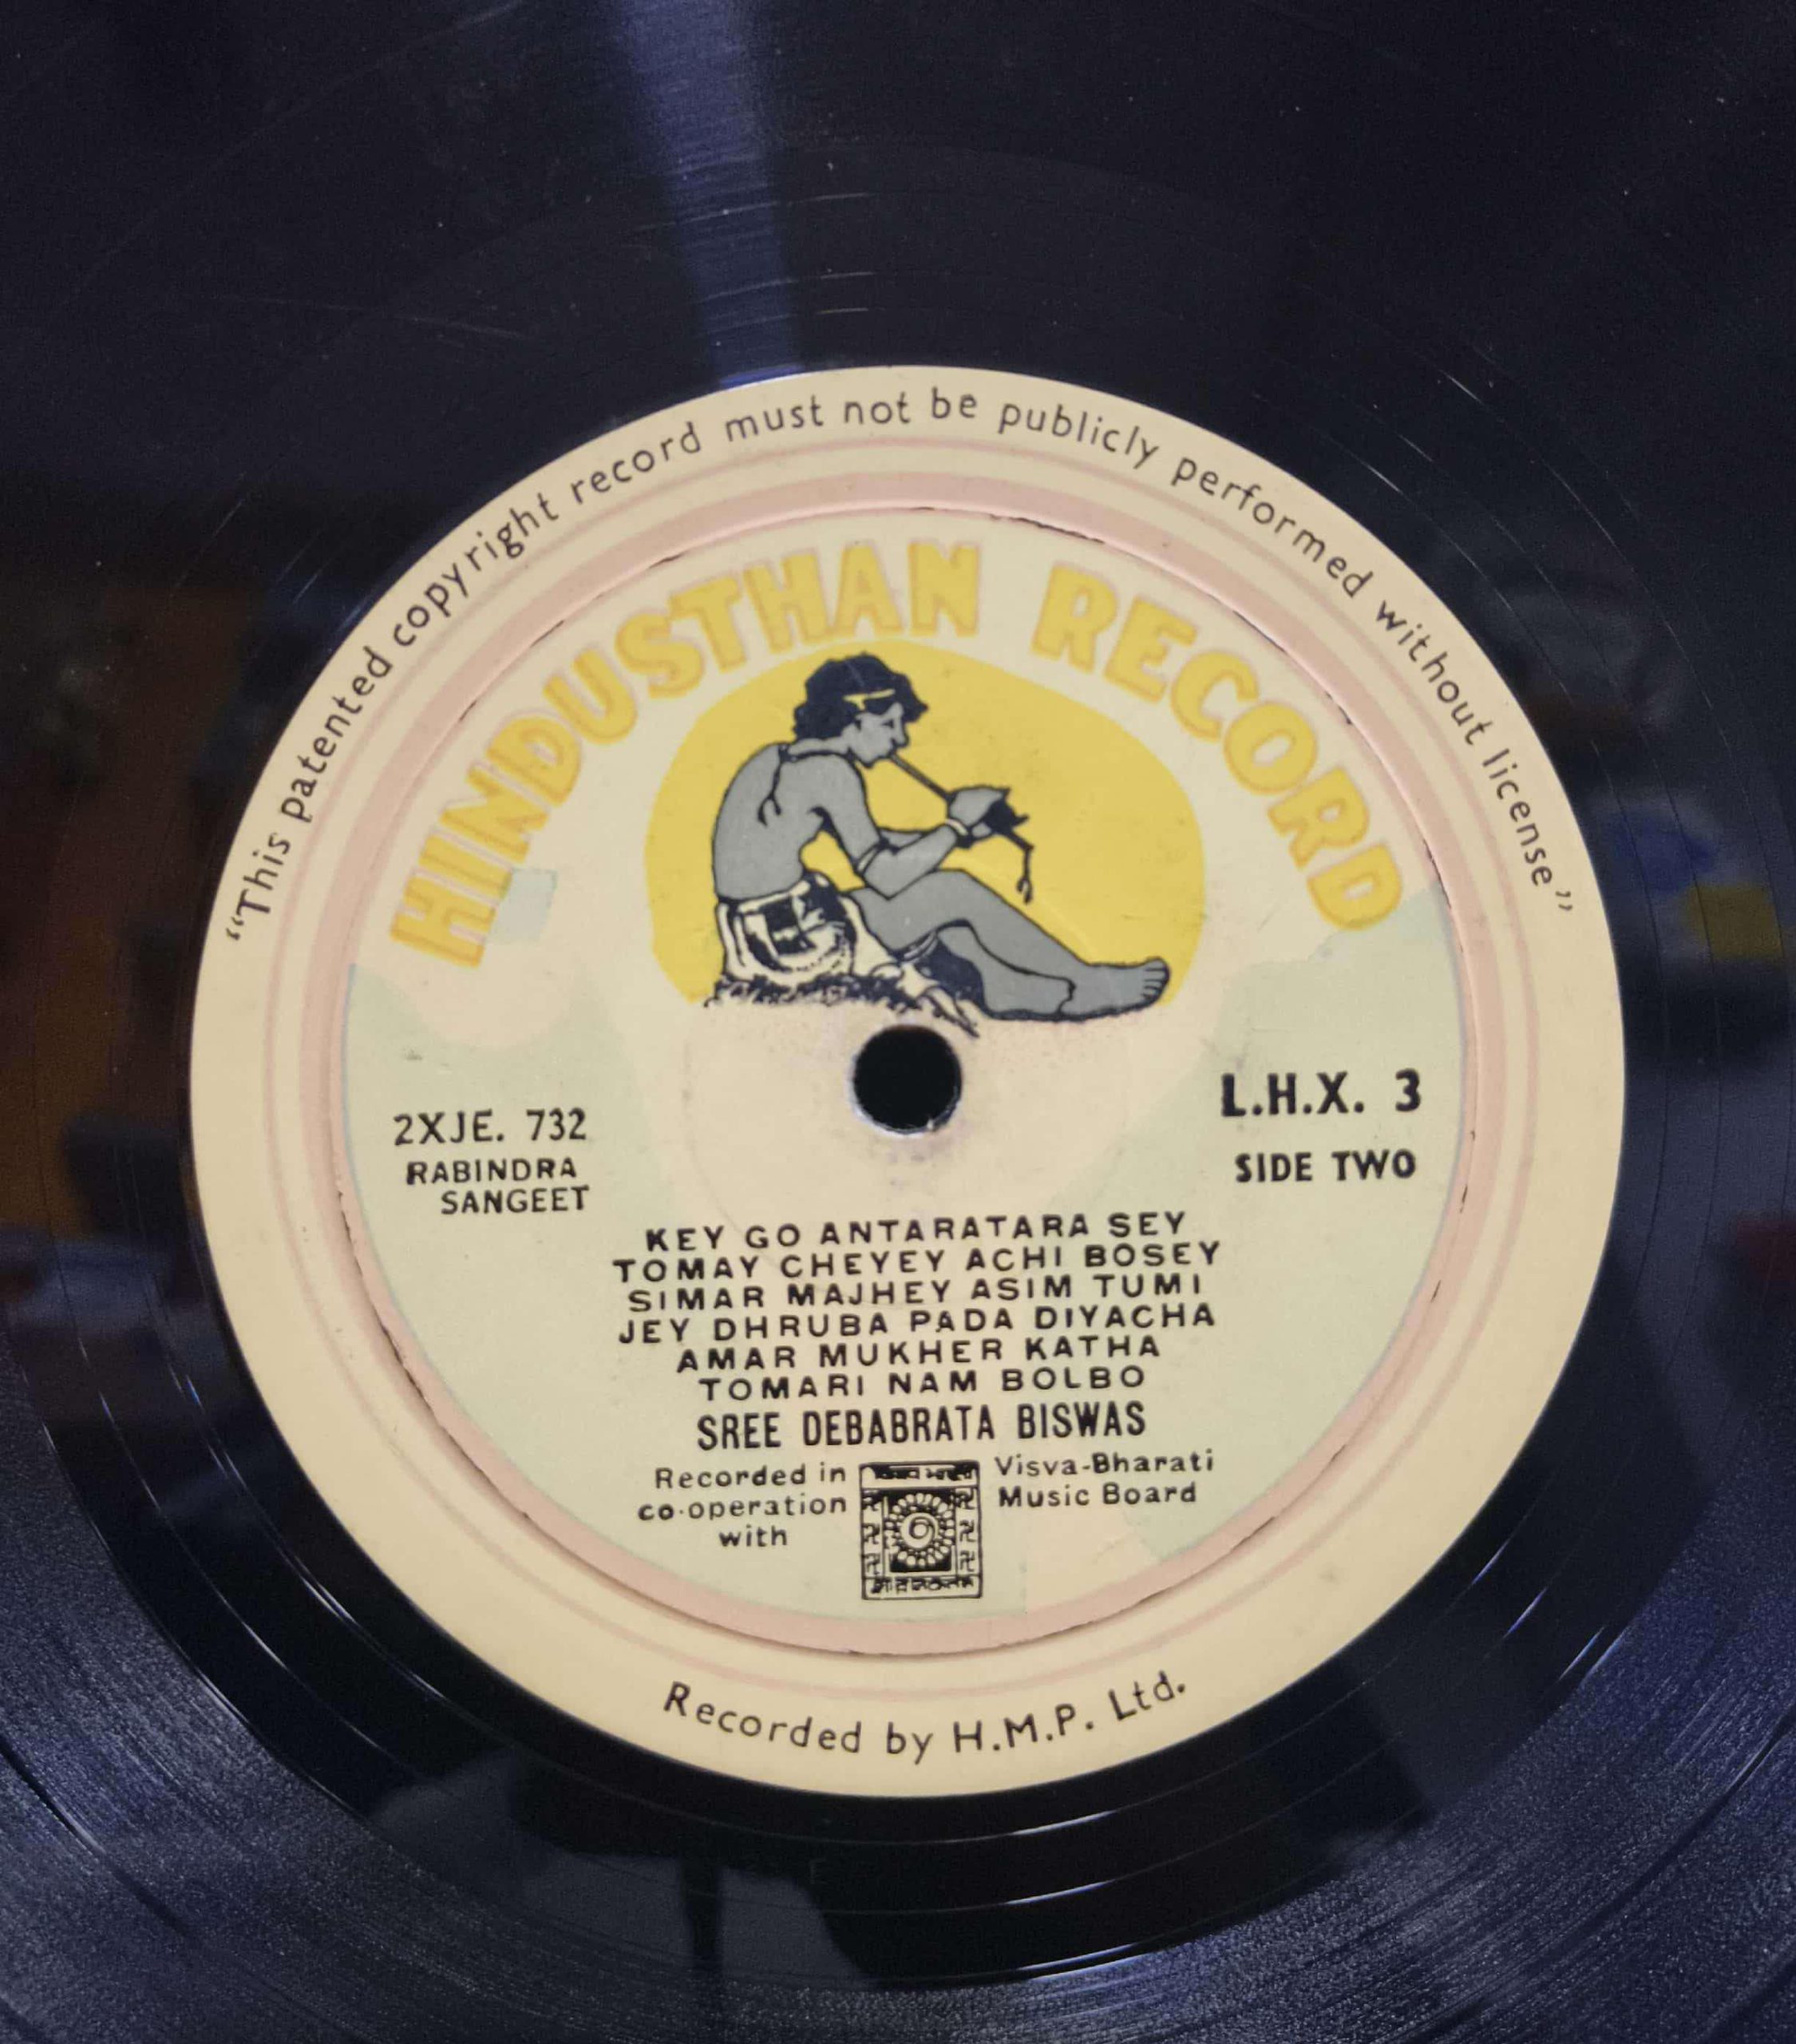 “This patented copyright record must not be publicly performed without license”
HINDUSTHAN RECORD
2XJE. 732
RABINDRA
SANGEET
L.H.X. 3
SIDE TWO
KEY GO ANTARATARA SEY
TOMAY CHEYEY ACHI BOSEY
SIMAR MAJHEY ASIM TUMI
JEY DHRUBA PADA DIYACHA
AMAR MUKHER KATHA
TOMARI NAM BOLBO
SREE DEBABRATA BISWAS
Recorded in
co-operation
with
Visva-Bharati
Music Board
Recorded by H.M.P. Ltd.